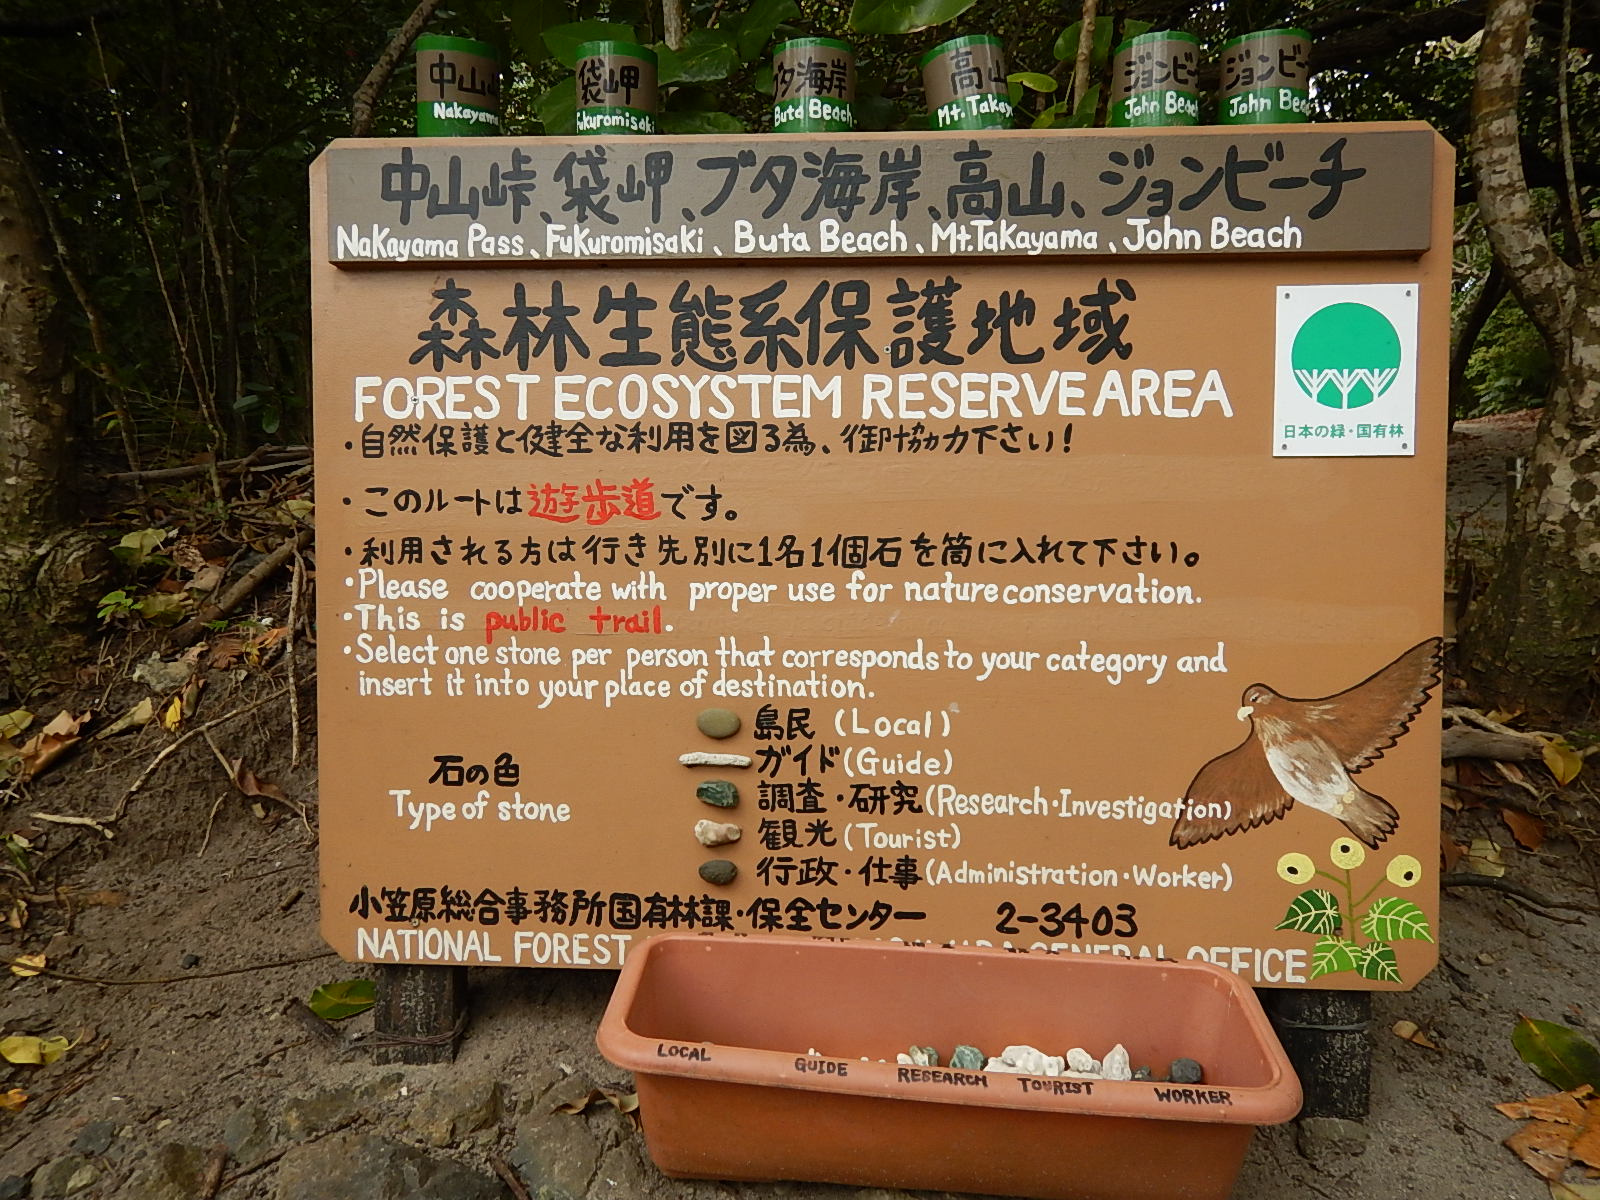 中山
Nakayama
袋岬
Fukuromisaki
ブタ海岸
Buta Beach
高山
Mt. Takay
ジョンビー
John Beac
ジョンビー
John Beac
中山峠、袋岬、ブタ海岸、高山、ジョンビーチ
Nakayama Pass、Fukuromisaki、Buta Beach、Mt.Takayama、John Beach
森林生態系保護地域
FOREST ECOSYSTEM RESERVE AREA
日本の緑・国有林
・自然保護と健全な利用を図る為、御協力下さい!
・このルートは遊歩道です。
・利用される方は行き先別に1名1個石を筒に入れて下さい。
・Please cooperate with proper use for nature conservation.
・This is public trail.
・Select one stone per person that corresponds to your category and
insert it into your place of destination.
石の色
Type of stone
島民 (Local)
ガイド(Guide)
調査・研究(Research・Investigation)
観光(Tourist)
行政・仕事(Administration・Worker)
小笠原総合事務所国有林課・保全センター 2-3403
NATIONAL FOREST GENERAL OFFICE
LOCAL
GUIDE
RESEARCH
TOURIST
WORKER